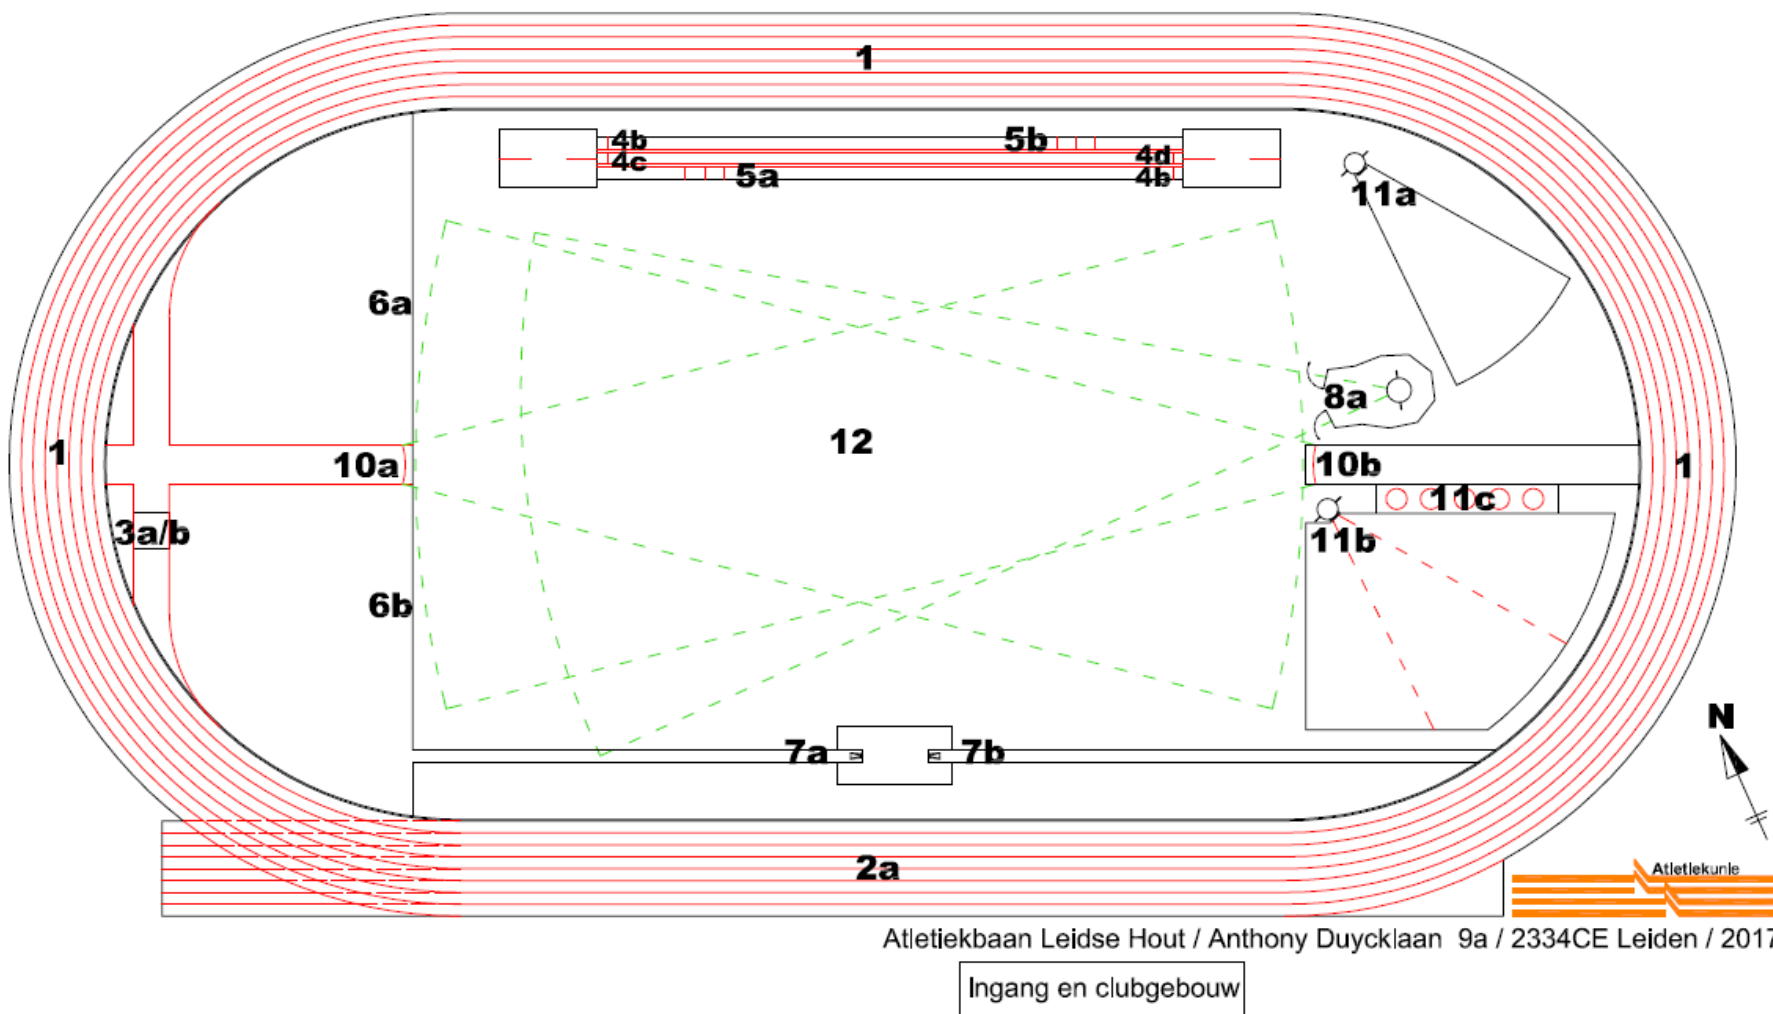 1
4b
5b
4c
4d
5a
4b
11a
6a
8a
12
1
10a
10b
1
11c
3a/b
11b
6b
N
7a
7b
2a
Atletiekunie
Atletiekbaan Leidse Hout / Anthony Duycklaan 9a / 2334CE Leiden / 2017
Ingang en clubgebouw